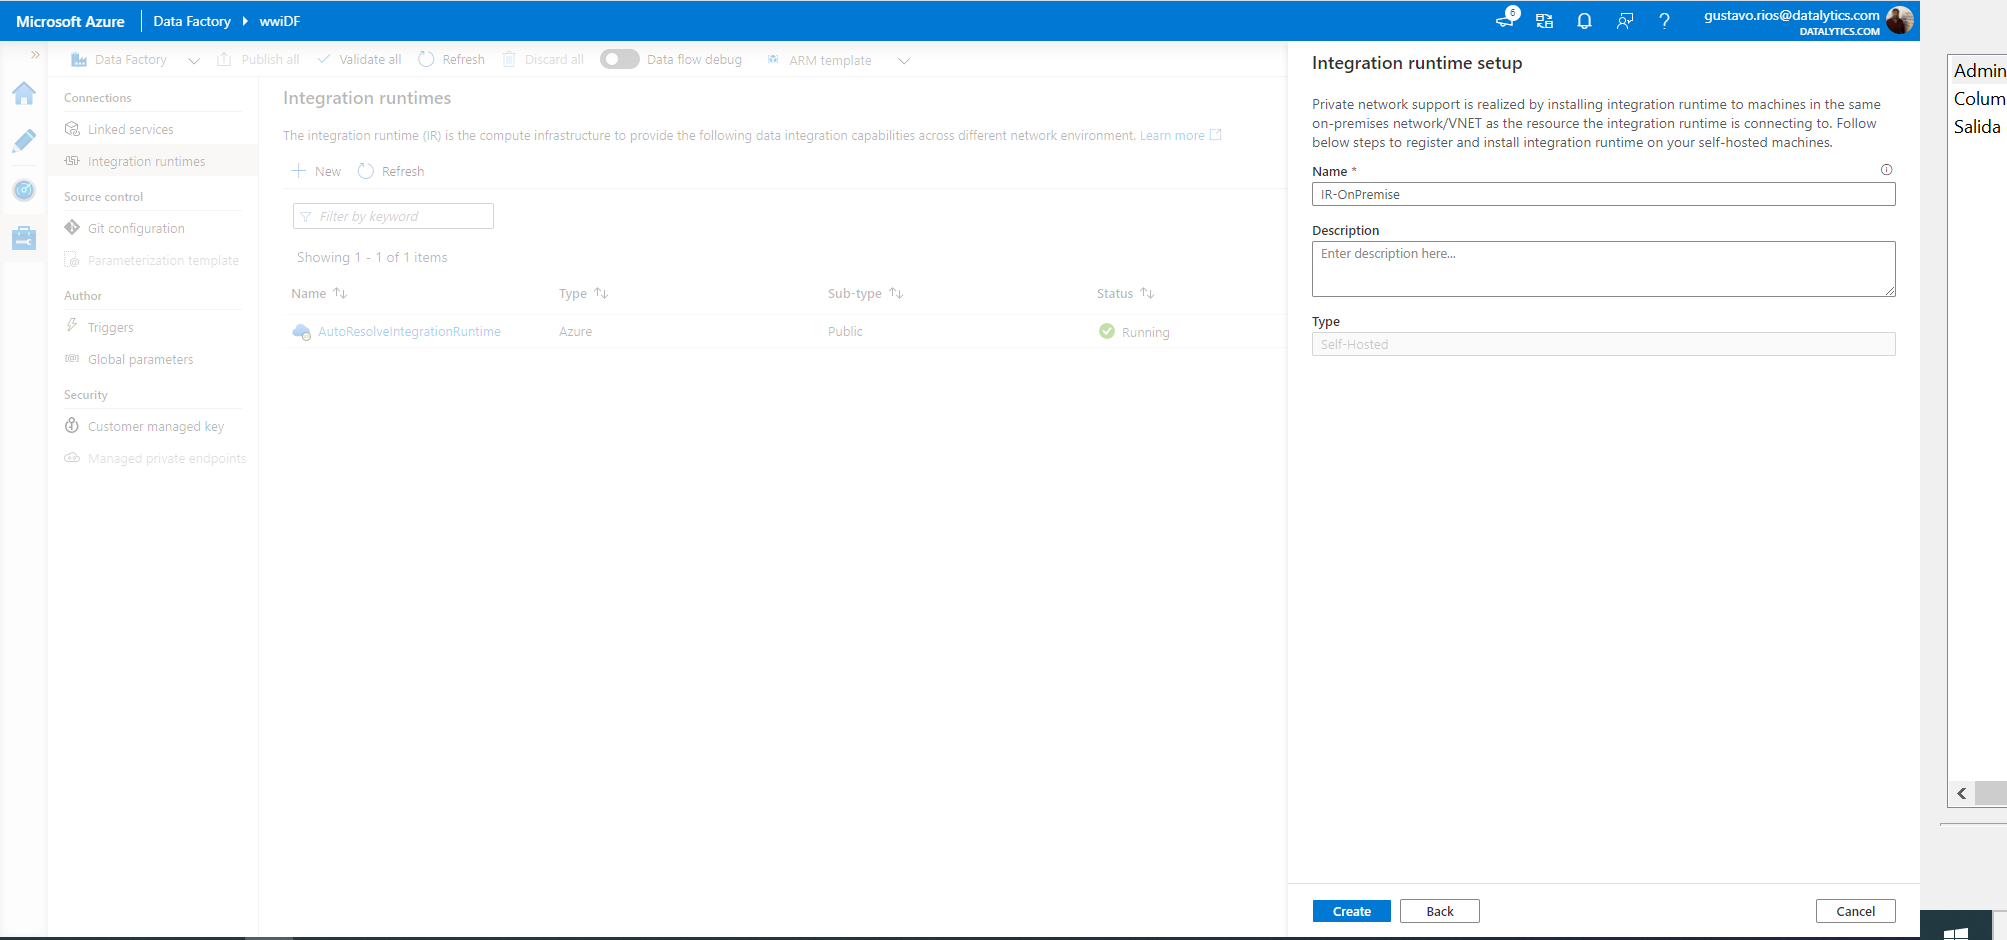 Microsoft Azure
Data Factory
wwiDF
6
gustavo.rios@datalytics.com
DATALYTICS.COM
Data Factory
Publish all
Validate all
Refresh
Discard all
Data flow debug
ARM template
Connections
Linked services
Integration runtimes
Source control
Git configuration
Parameterization template
Author
Triggers
Global parameters
Security
Customer managed key
Managed private endpoints
Integration runtimes
The integration runtime (IR) is the compute infrastructure to provide the following data integration capabilities across different network environment. Learn more
New
Refresh
Filter by keyword
Showing 1 - 1 of 1 items
Name
Type
Sub-type
Status
AutoResolveIntegrationRuntime
Azure
Public
Running
Integration runtime setup
Private network support is realized by installing integration runtime to machines in the same
on-premises network/VNET as the resource the integration runtime is connecting to. Follow
below steps to register and install integration runtime on your self-hosted machines.
Name *
IR-OnPremise
Description
Enter description here...
Type
Self-Hosted
Create
Back
Cancel
Admin
Colum
Salida